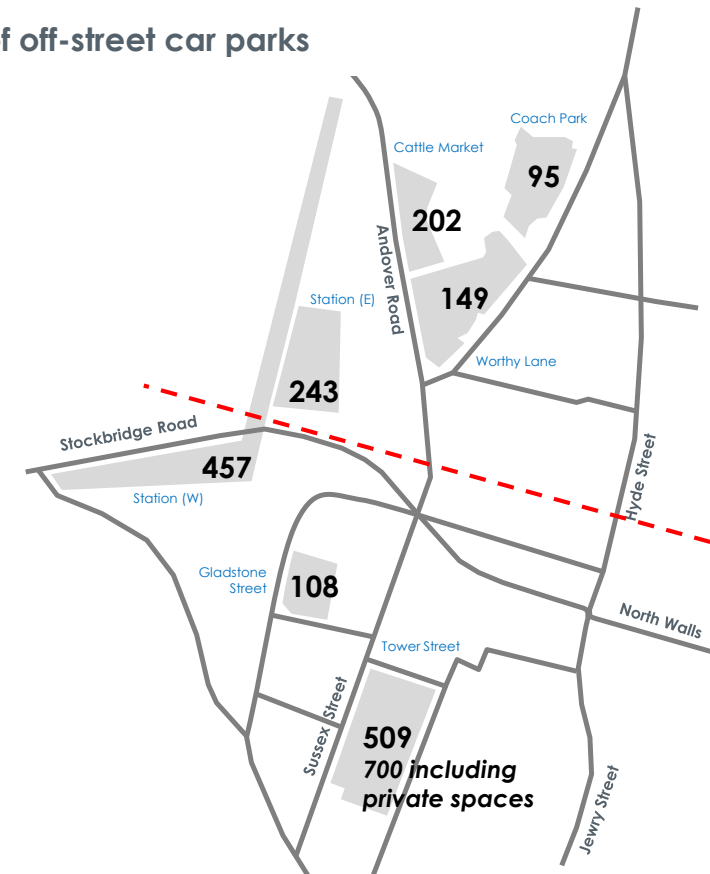 of off-street car parks
Coach Park
Cattle Market
95
202
Andover Road
149
Station (E)
Worthy Lane
243
Stockbridge Road
457
Station (W)
Hyde Street
Gladstone
Street
108
North Walls
Tower Street
Sussex Street
509
700 including
private spaces
Jewry Street